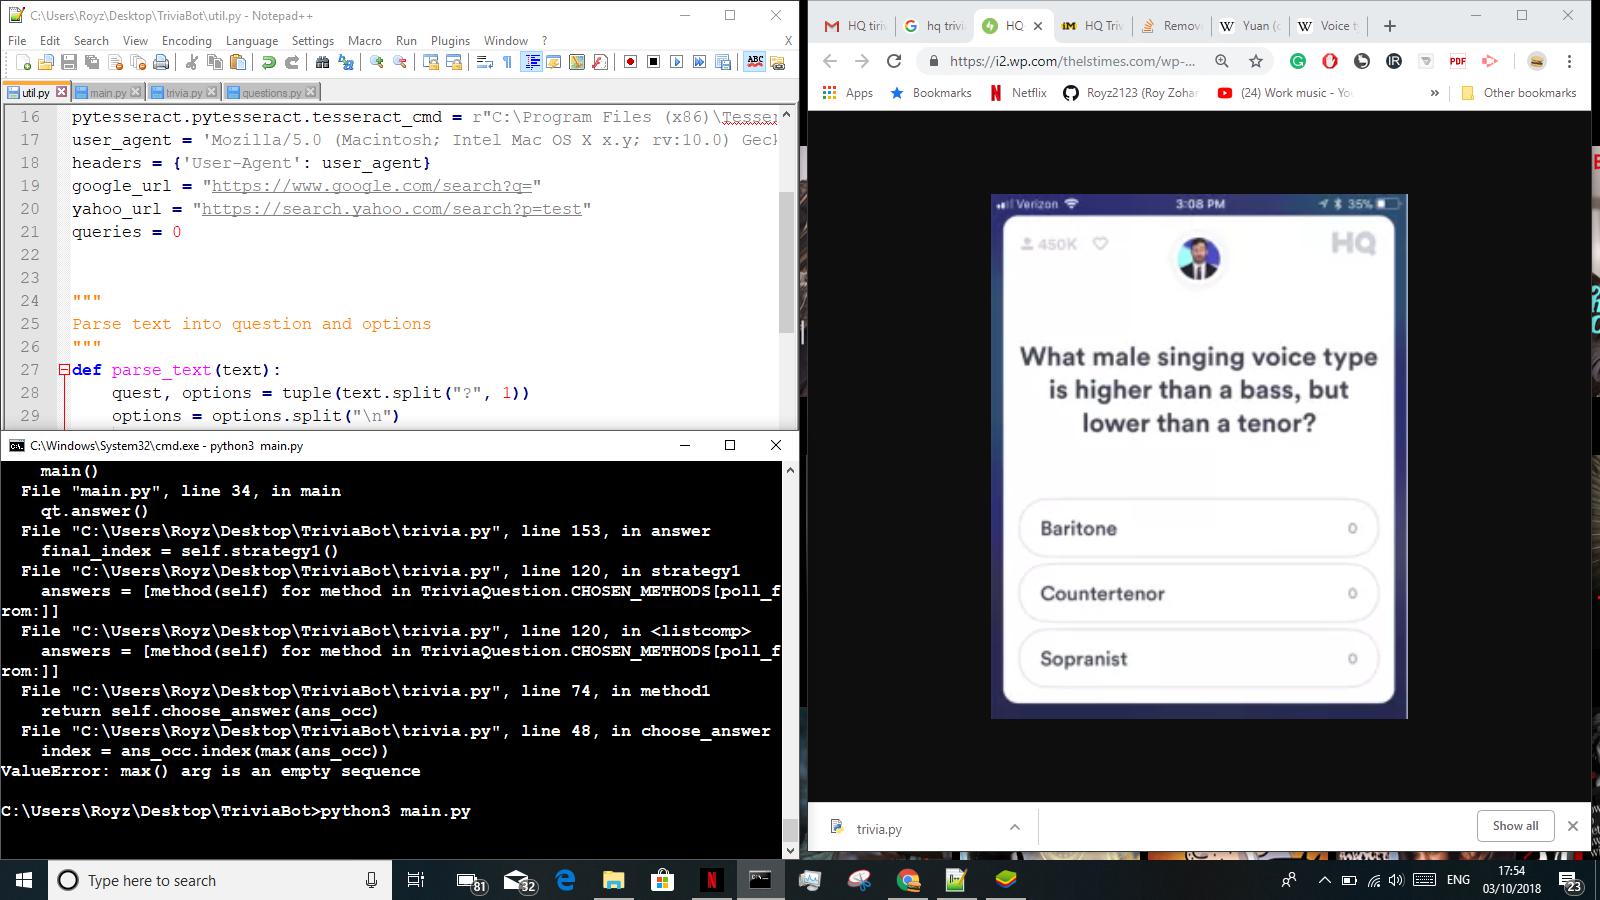 C:\Users\Royz\Desktop\TriviaBot\util.py - Notepad++
File Edit Search View Encoding Language Settings Macro Run Plugins Window ? X
util.py main.py trivia.py questions.py
16 pytesseract.pytesseract.tesseract_cmd = r"C:\Program Files (x86)\Tesser
17 user_agent = 'Mozilla/5.0 (Macintosh; Intel Mac OS X x.y; rv:10.0) Geck
18 headers = {'User-Agent': user_agent}
19 google_url = "https://www.google.com/search?q="
20 yahoo_url = "https://search.yahoo.com/search?p=test"
21 queries = 0
22
23
24 """
25 Parse text into question and options
26 """
27 def parse_text(text):
28 quest, options = tuple(text.split("?", 1))
29 options = options.split("\n")
C:\Windows\System32\cmd.exe - python3 main.py
main()
File "main.py", line 34, in main
qt.answer()
File "C:\Users\Royz\Desktop\TriviaBot\trivia.py", line 153, in answer
final_index = self.strategy1()
File "C:\Users\Royz\Desktop\TriviaBot\trivia.py", line 120, in strategy1
answers = [method(self) for method in TriviaQuestion.CHOSEN_METHODS[poll_f
rom:]]
File "C:\Users\Royz\Desktop\TriviaBot\trivia.py", line 120, in <listcomp>
answers = [method(self) for method in TriviaQuestion.CHOSEN_METHODS[poll_f
rom:]]
File "C:\Users\Royz\Desktop\TriviaBot\trivia.py", line 74, in method1
return self.choose_answer(ans_occ)
File "C:\Users\Royz\Desktop\TriviaBot\trivia.py", line 48, in choose_answer
index = ans_occ.index(max(ans_occ))
ValueError: max() arg is an empty sequence
C:\Users\Royz\Desktop\TriviaBot>python3 main.py
HQ tiri hq trivi HQ HQ Triv Remov Yuan (c Voice t
https://i2.wp.com/thelstimes.com/wp-...
Apps Bookmarks Netflix Royz2123 (Roy Zohar (24) Work music - You » Other bookmarks
Verizon 3:08 PM 35%
450K HQ
What male singing voice type
is higher than a bass, but
lower than a tenor?
Baritone 0
Countertenor 0
Sopranist 0
trivia.py Show all
Type here to search 81 32 ENG 17:54
03/10/2018 23